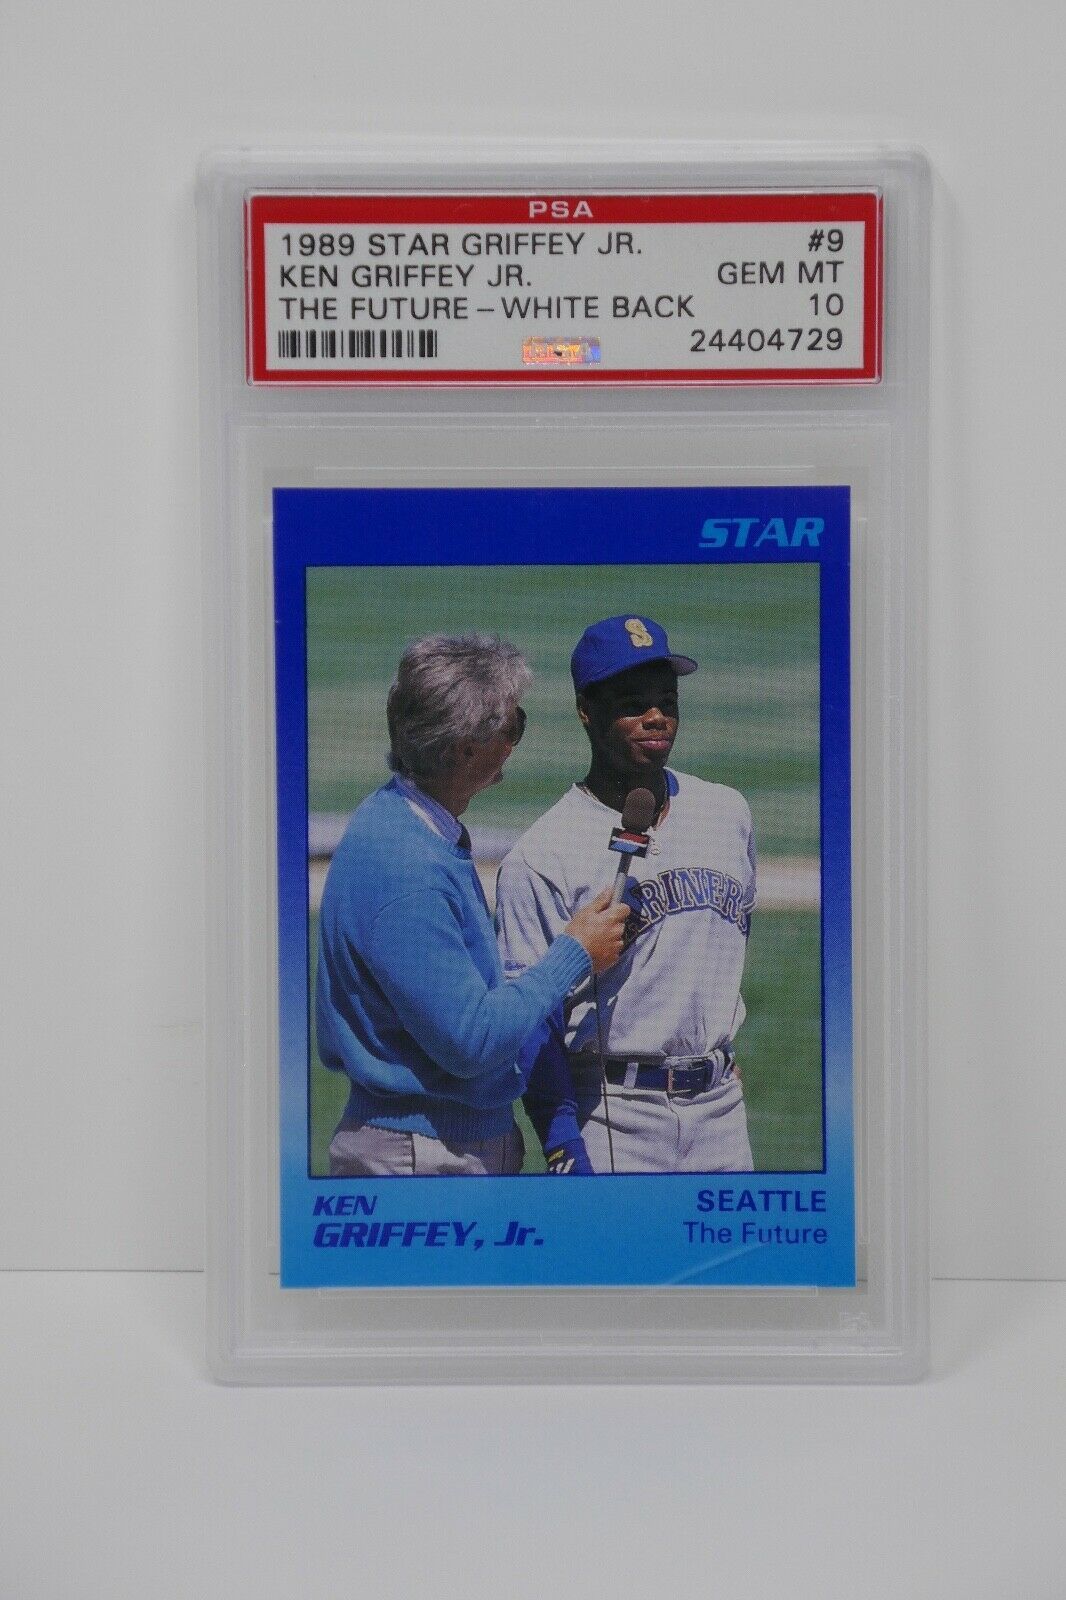 PSA
1989 STAR GRIFFEY JR. #9
KEN GRIFFEY JR. GEM MT
THE FUTURE – WHITE BACK 10
24404729
STAR
S
RINERS
KEN
GRIFFEY, Jr.
SEATTLE
The Future